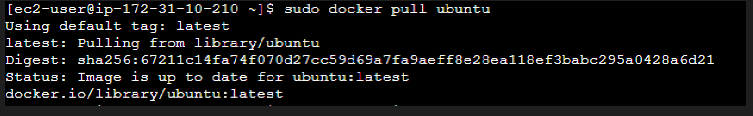 [ec2-user@ip-172-31-10-210 ~]$ sudo docker pull ubuntu
Using default tag: latest
latest: Pulling from library/ubuntu
Digest: sha256:67211c14fa74f070d27cc59d69a7fa9aeff8e28ea118ef3babc295a0428a6d21
Status: Image is up to date for ubuntu:latest
docker.io/library/ubuntu:latest